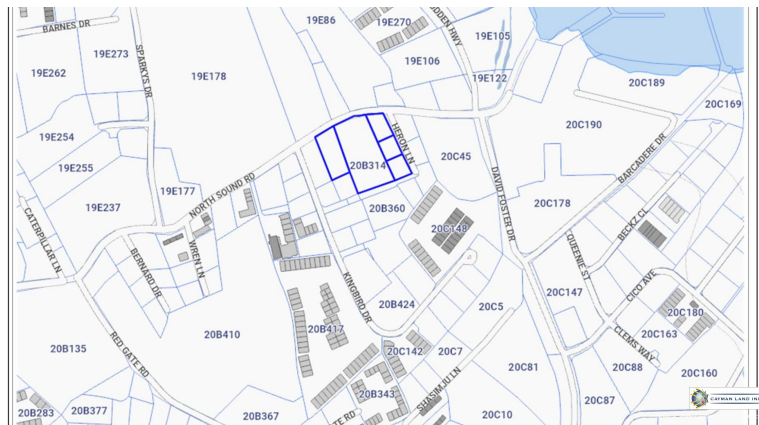 19E86
19E270
BARNES DR
19E105
19E273
SPARKYS DR
19E262
19E178
19E106
19E122
20C189
20C169
20C190
19E254
HERON LN
20B314
20C45
BARCADERE DR
19E255
19E177
NORTH SOUND RD
DAVID FOSTER DR
20C178
19E237
20B360
BECKZ CL
CATERPILLAR LN
20C148
QUEENIE ST
WREN LN
BERNARD DR
KINGBIRD DR
CICO AVE
20C147
20B424
20C5
20C180
20B410
20B417
20C163
CLEMS WAY
RED GATE RD
20B135
20C142
20C7
20C81
20C88
20C160
SHASIMJU LN
20B343
20C87
20B283
20B377
20B367
20C10
CAYMAN LAND